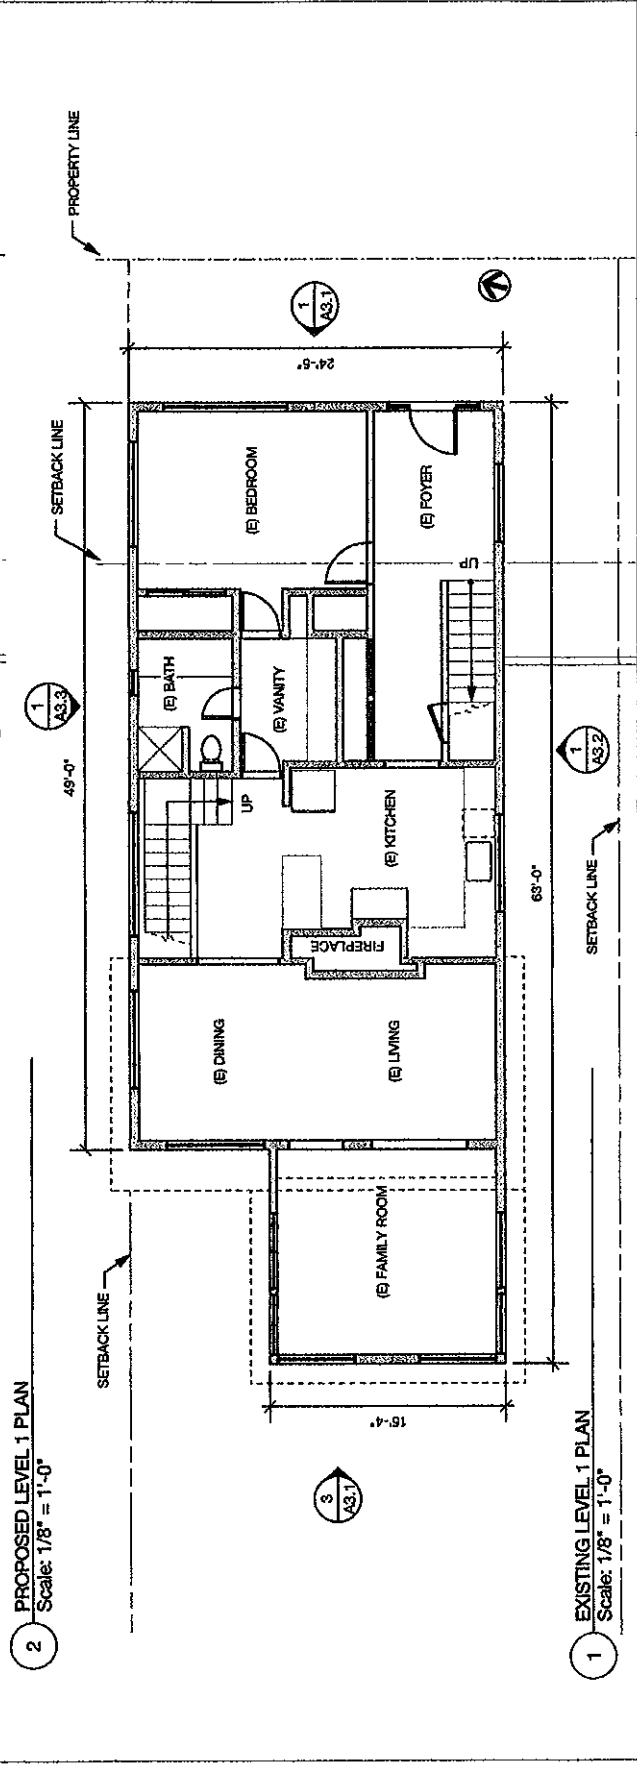 2
PROPOSED LEVEL 1 PLAN
Scale: 1/8" = 1'-0"
SETBACK LINE
49'-0"
1
A3.3
SETBACK LINE
PROPERTY LINE
(E) DINING
UP
(E) BATH
(E) VANITY
(E) BEDROOM
24'-6"
1
A3.1
3
A3.1
15'-4"
(E) FAMILY ROOM
(E) LIVING
FIREPLACE
(E) KITCHEN
(E) FOYER
UP
63'-0"
1
A3.2
SETBACK LINE
1
EXISTING LEVEL 1 PLAN
Scale: 1/8" = 1'-0"